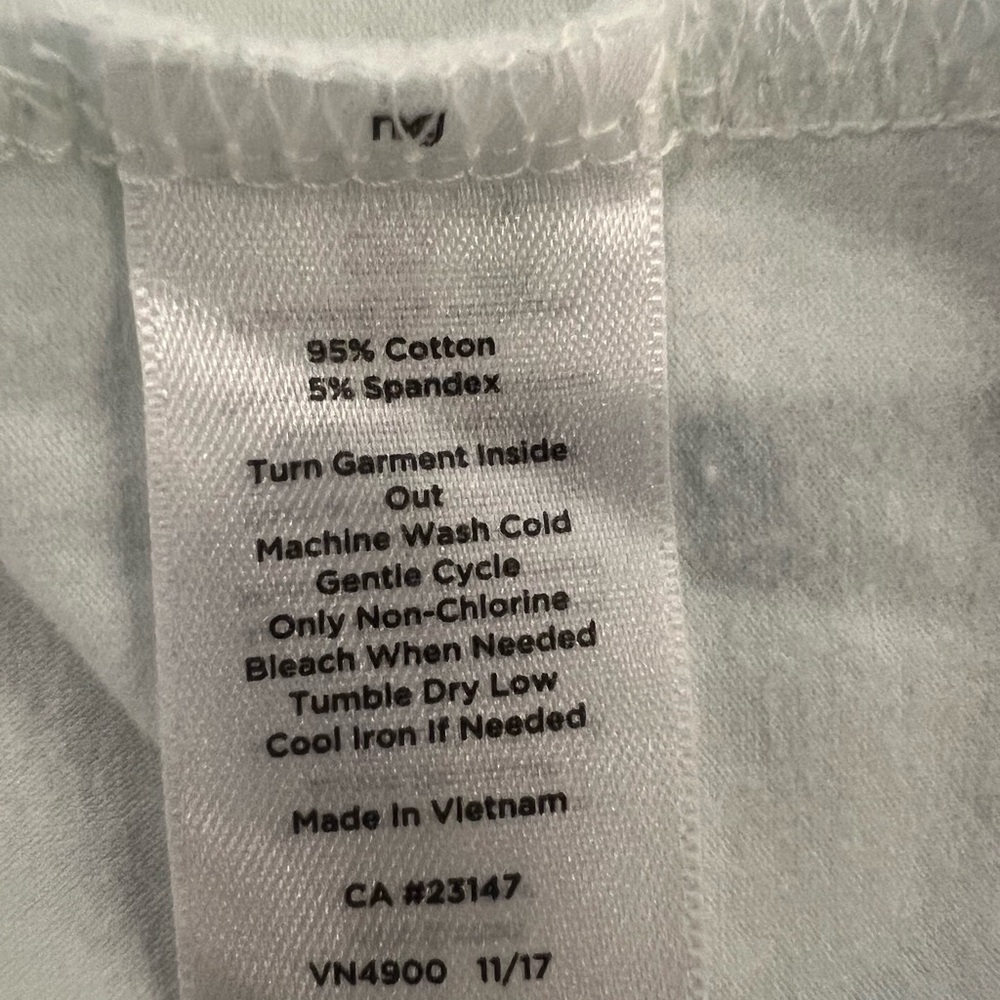 95% Cotton
5% Spandex
Turn Garment Inside
Out
Machine Wash Cold
Gentle Cycle
Only Non-Chlorine
Bleach When Needed
Tumble Dry Low
Cool Iron If Needed
Made In Vietnam
CA #23147
VN4900 11/17